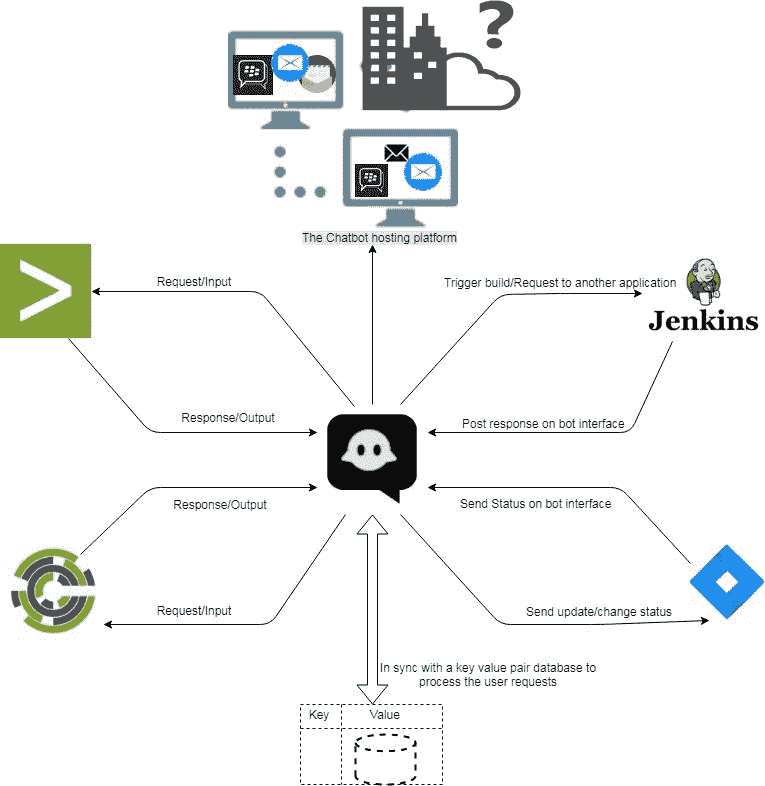 The Chatbot hosting platform
Request/Input
Trigger build/Request to another application
Jenkins
Response/Output
Post response on bot interface
Response/Output
Send Status on bot interface
Request/Input
Send update/change status
In sync with a key value pair database to
process the user requests
Key
Value